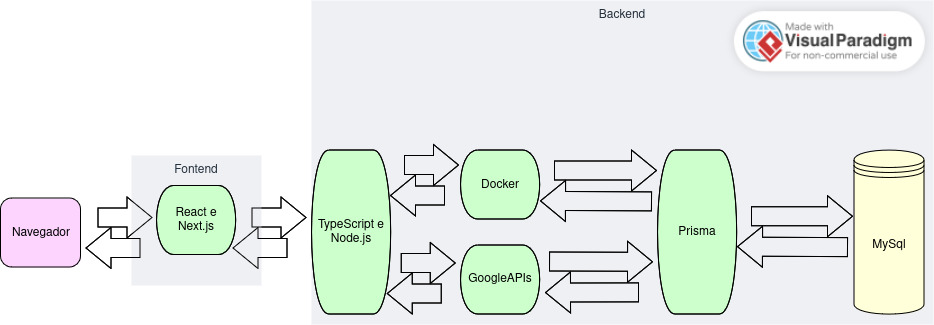 Backend
Made with
Visual Paradigm
For non-commercial use
Fontend
Navegador
React e
Next.js
TypeScript e
Node.js
Docker
GoogleAPIs
Prisma
MySql